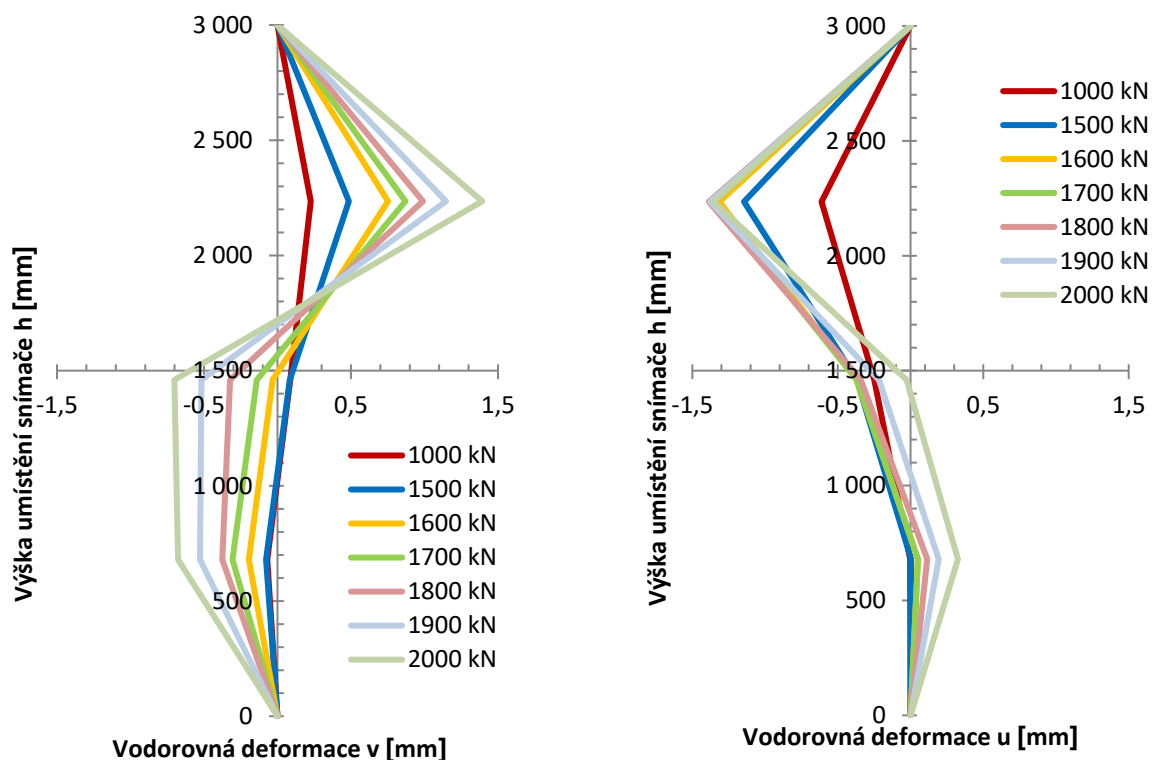 3 000
2 500
2 000
1 500
1 000
500
0
-1,5
-0,5
0,5
1,5
Výška umístění snímače h [mm]
Vodorovná deformace v [mm]
1000 kN
1500 kN
1600 kN
1700 kN
1800 kN
1900 kN
2000 kN
3 000
2 500
2 000
1 500
1 000
500
0
-1,5
-0,5
0,5
1,5
Výška umístění snímače h [mm]
Vodorovná deformace u [mm]
1000 kN
1500 kN
1600 kN
1700 kN
1800 kN
1900 kN
2000 kN